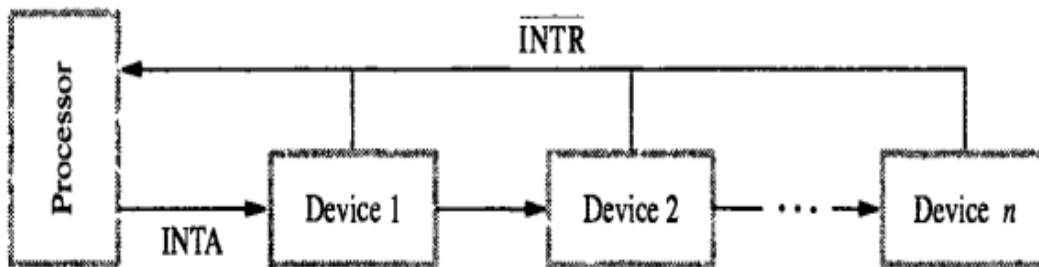 INTR
Processor
Device 1
Device 2
...
Device n
INTA